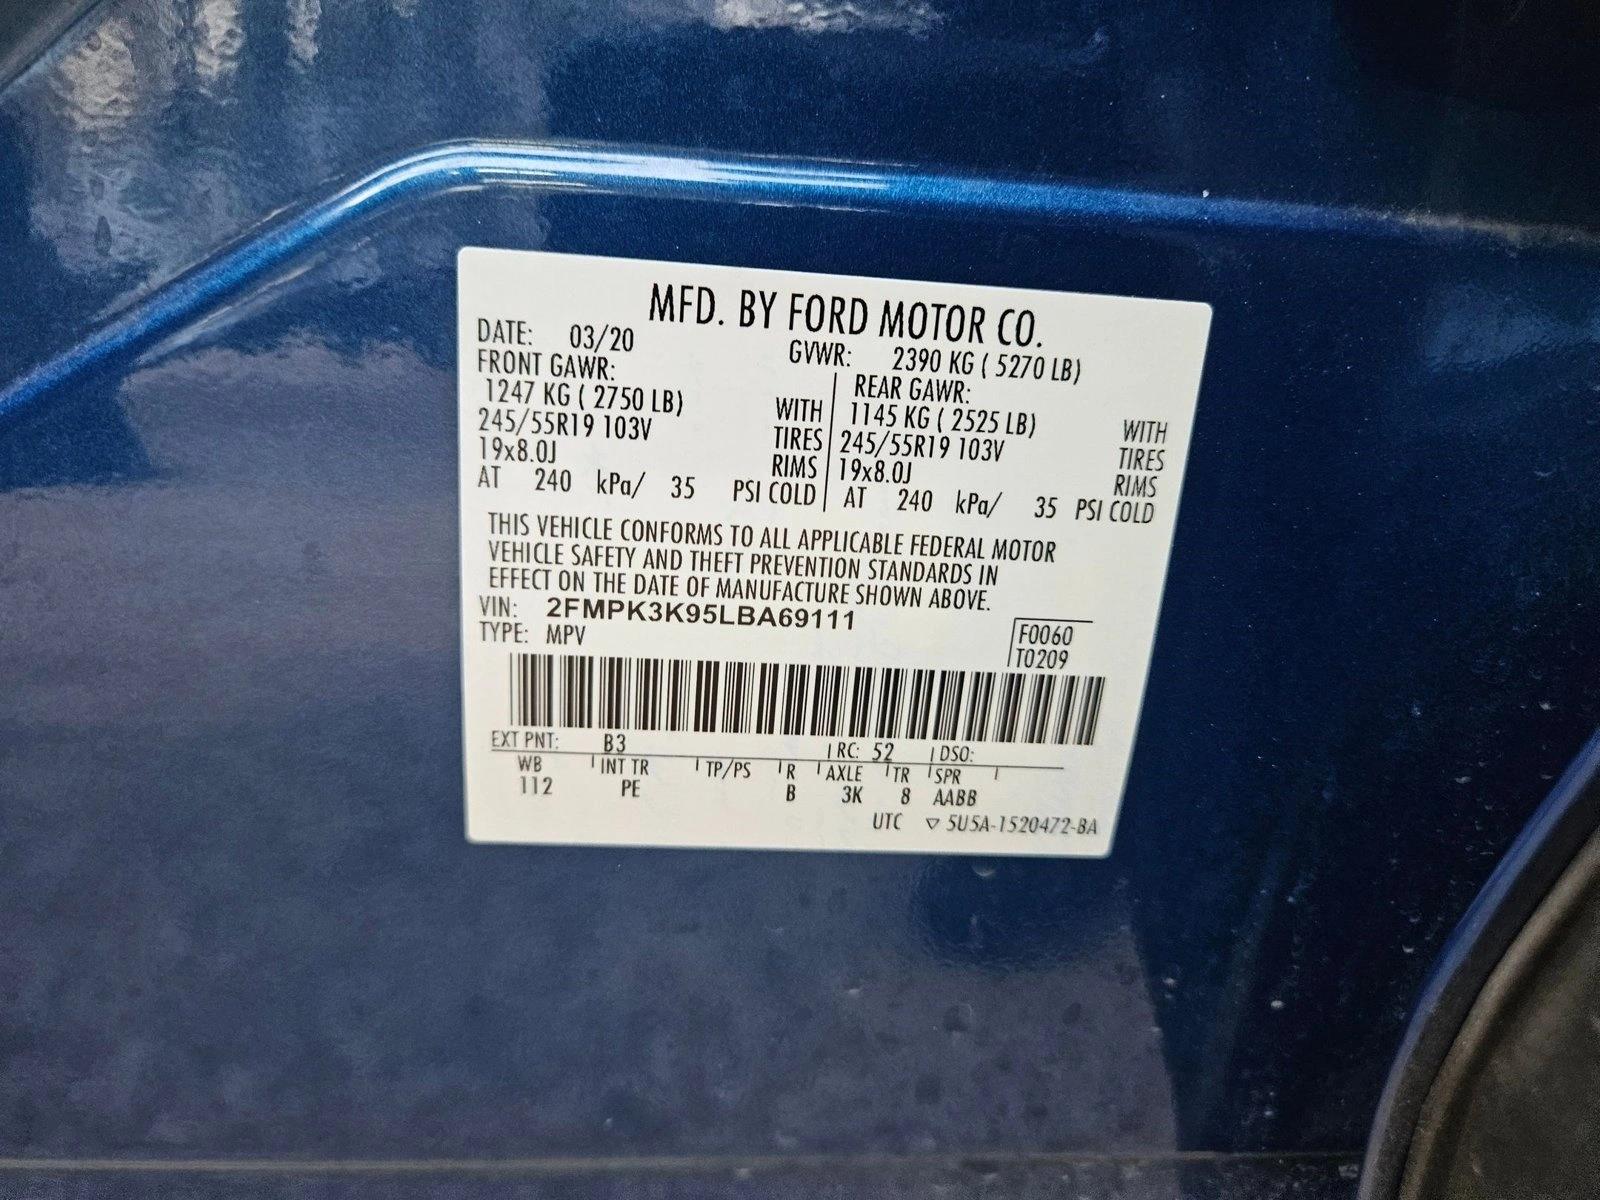 MFD. BY FORD MOTOR CO.
DATE: 03/20 GVWR: 2390 KG ( 5270 LB)
FRONT GAWR: REAR GAWR:
1247 KG ( 2750 LB) WITH 1145 KG ( 2525 LB) WITH
245/55R19 103V TIRES 245/55R19 103V TIRES
19x8.0J RIMS 19x8.0J RIMS
AT 240 kPa/ 35 PSI COLD AT 240 kPa/ 35 PSI COLD
THIS VEHICLE CONFORMS TO ALL APPLICABLE FEDERAL MOTOR
VEHICLE SAFETY AND THEFT PREVENTION STANDARDS IN
EFFECT ON THE DATE OF MANUFACTURE SHOWN ABOVE.
VIN: 2FMPK3K95LBA69111
TYPE: MPV
F0060
T0209
EXT PNT: B3 RC: 52 DSO:
WB INT TR TP/PS R AXLE TR SPR
112 PE B 3K 8 AABB
UTC ▽ 5U5A-1520472-BA